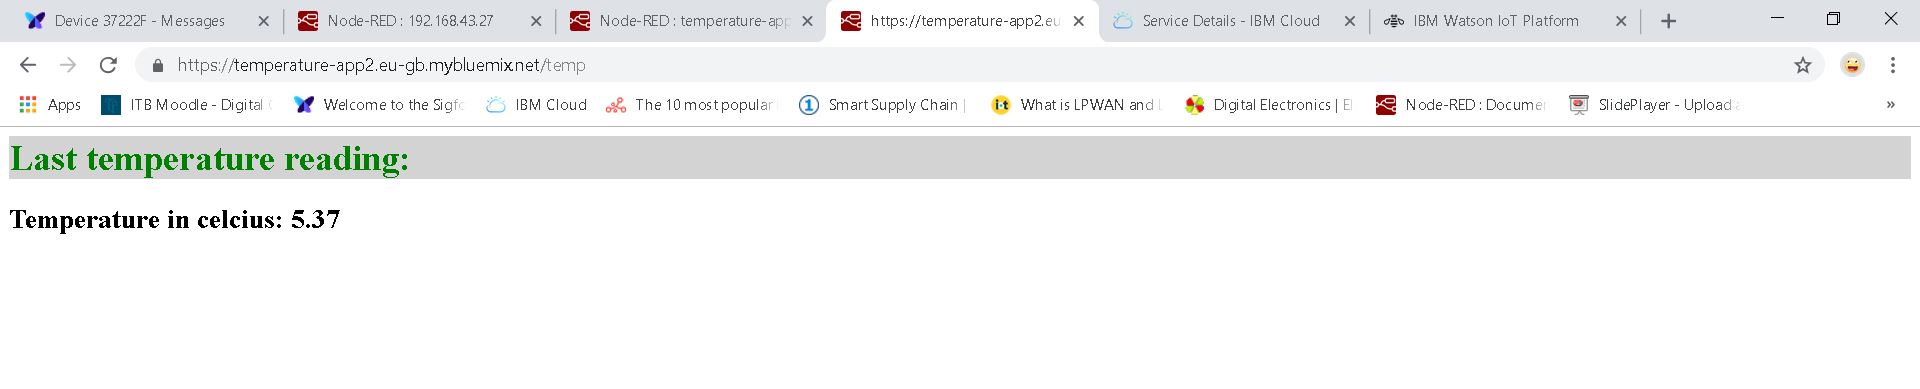 Device 37222F - Messages
Node-RED : 192.168.43.27
Node-RED : temperature-app
https://temperature-app2.eu
Service Details - IBM Cloud
IBM Watson IoT Platform
https://temperature-app2.eu-gb.mybluemix.net/temp
Apps
ITB Moodle - Digital
Welcome to the Sigfo
IBM Cloud
The 10 most popular
Smart Supply Chain |
What is LPWAN and
Digital Electronics | El
Node-RED : Documen
SlidePlayer - Upload a
»
Last temperature reading:
Temperature in celcius: 5.37